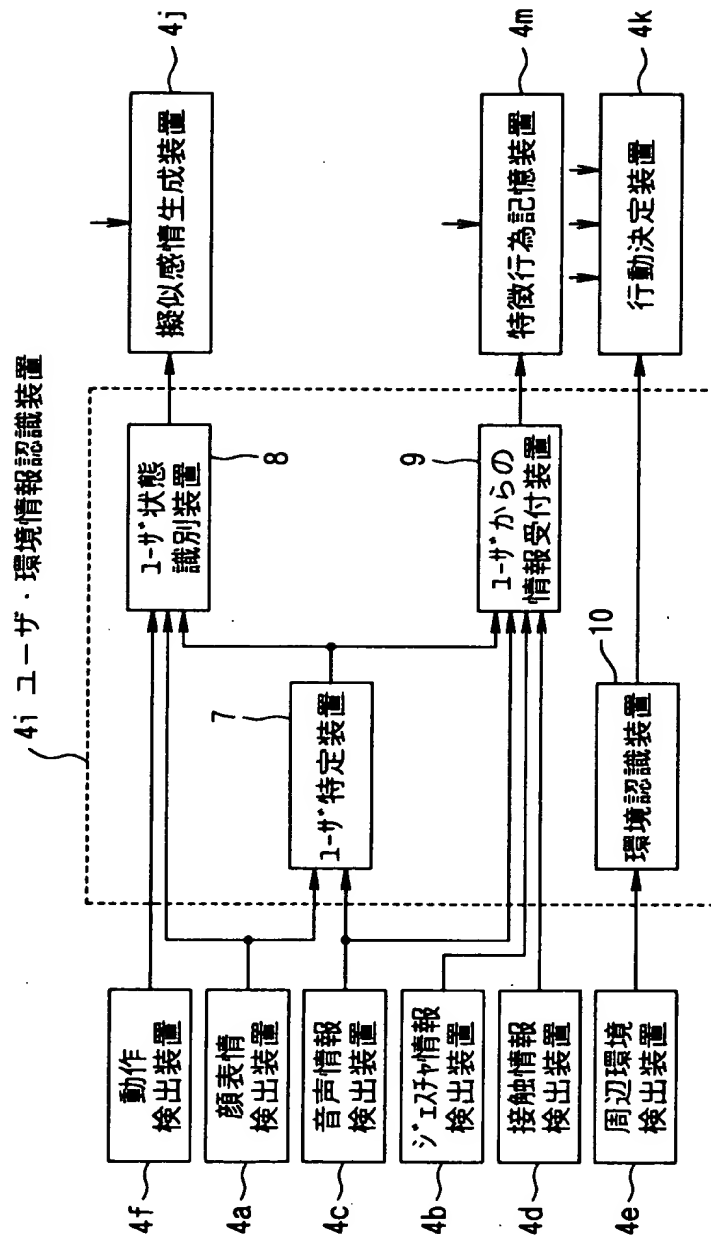 4i ユーザ・環境情報認識装置
4f
動作
検出装置
4a
顔表情
検出装置
4c
音声情報
検出装置
4b
ジェスチャ情報
検出装置
4d
接触情報
検出装置
4e
周辺環境
検出装置
7
ユーザ特定装置
ユーザ状態
識別装置
8
9
ユーザからの
情報受付装置
10
環境認識装置
4j
擬似感情生成装置
4m
特徴行為記憶装置
4k
行動決定装置